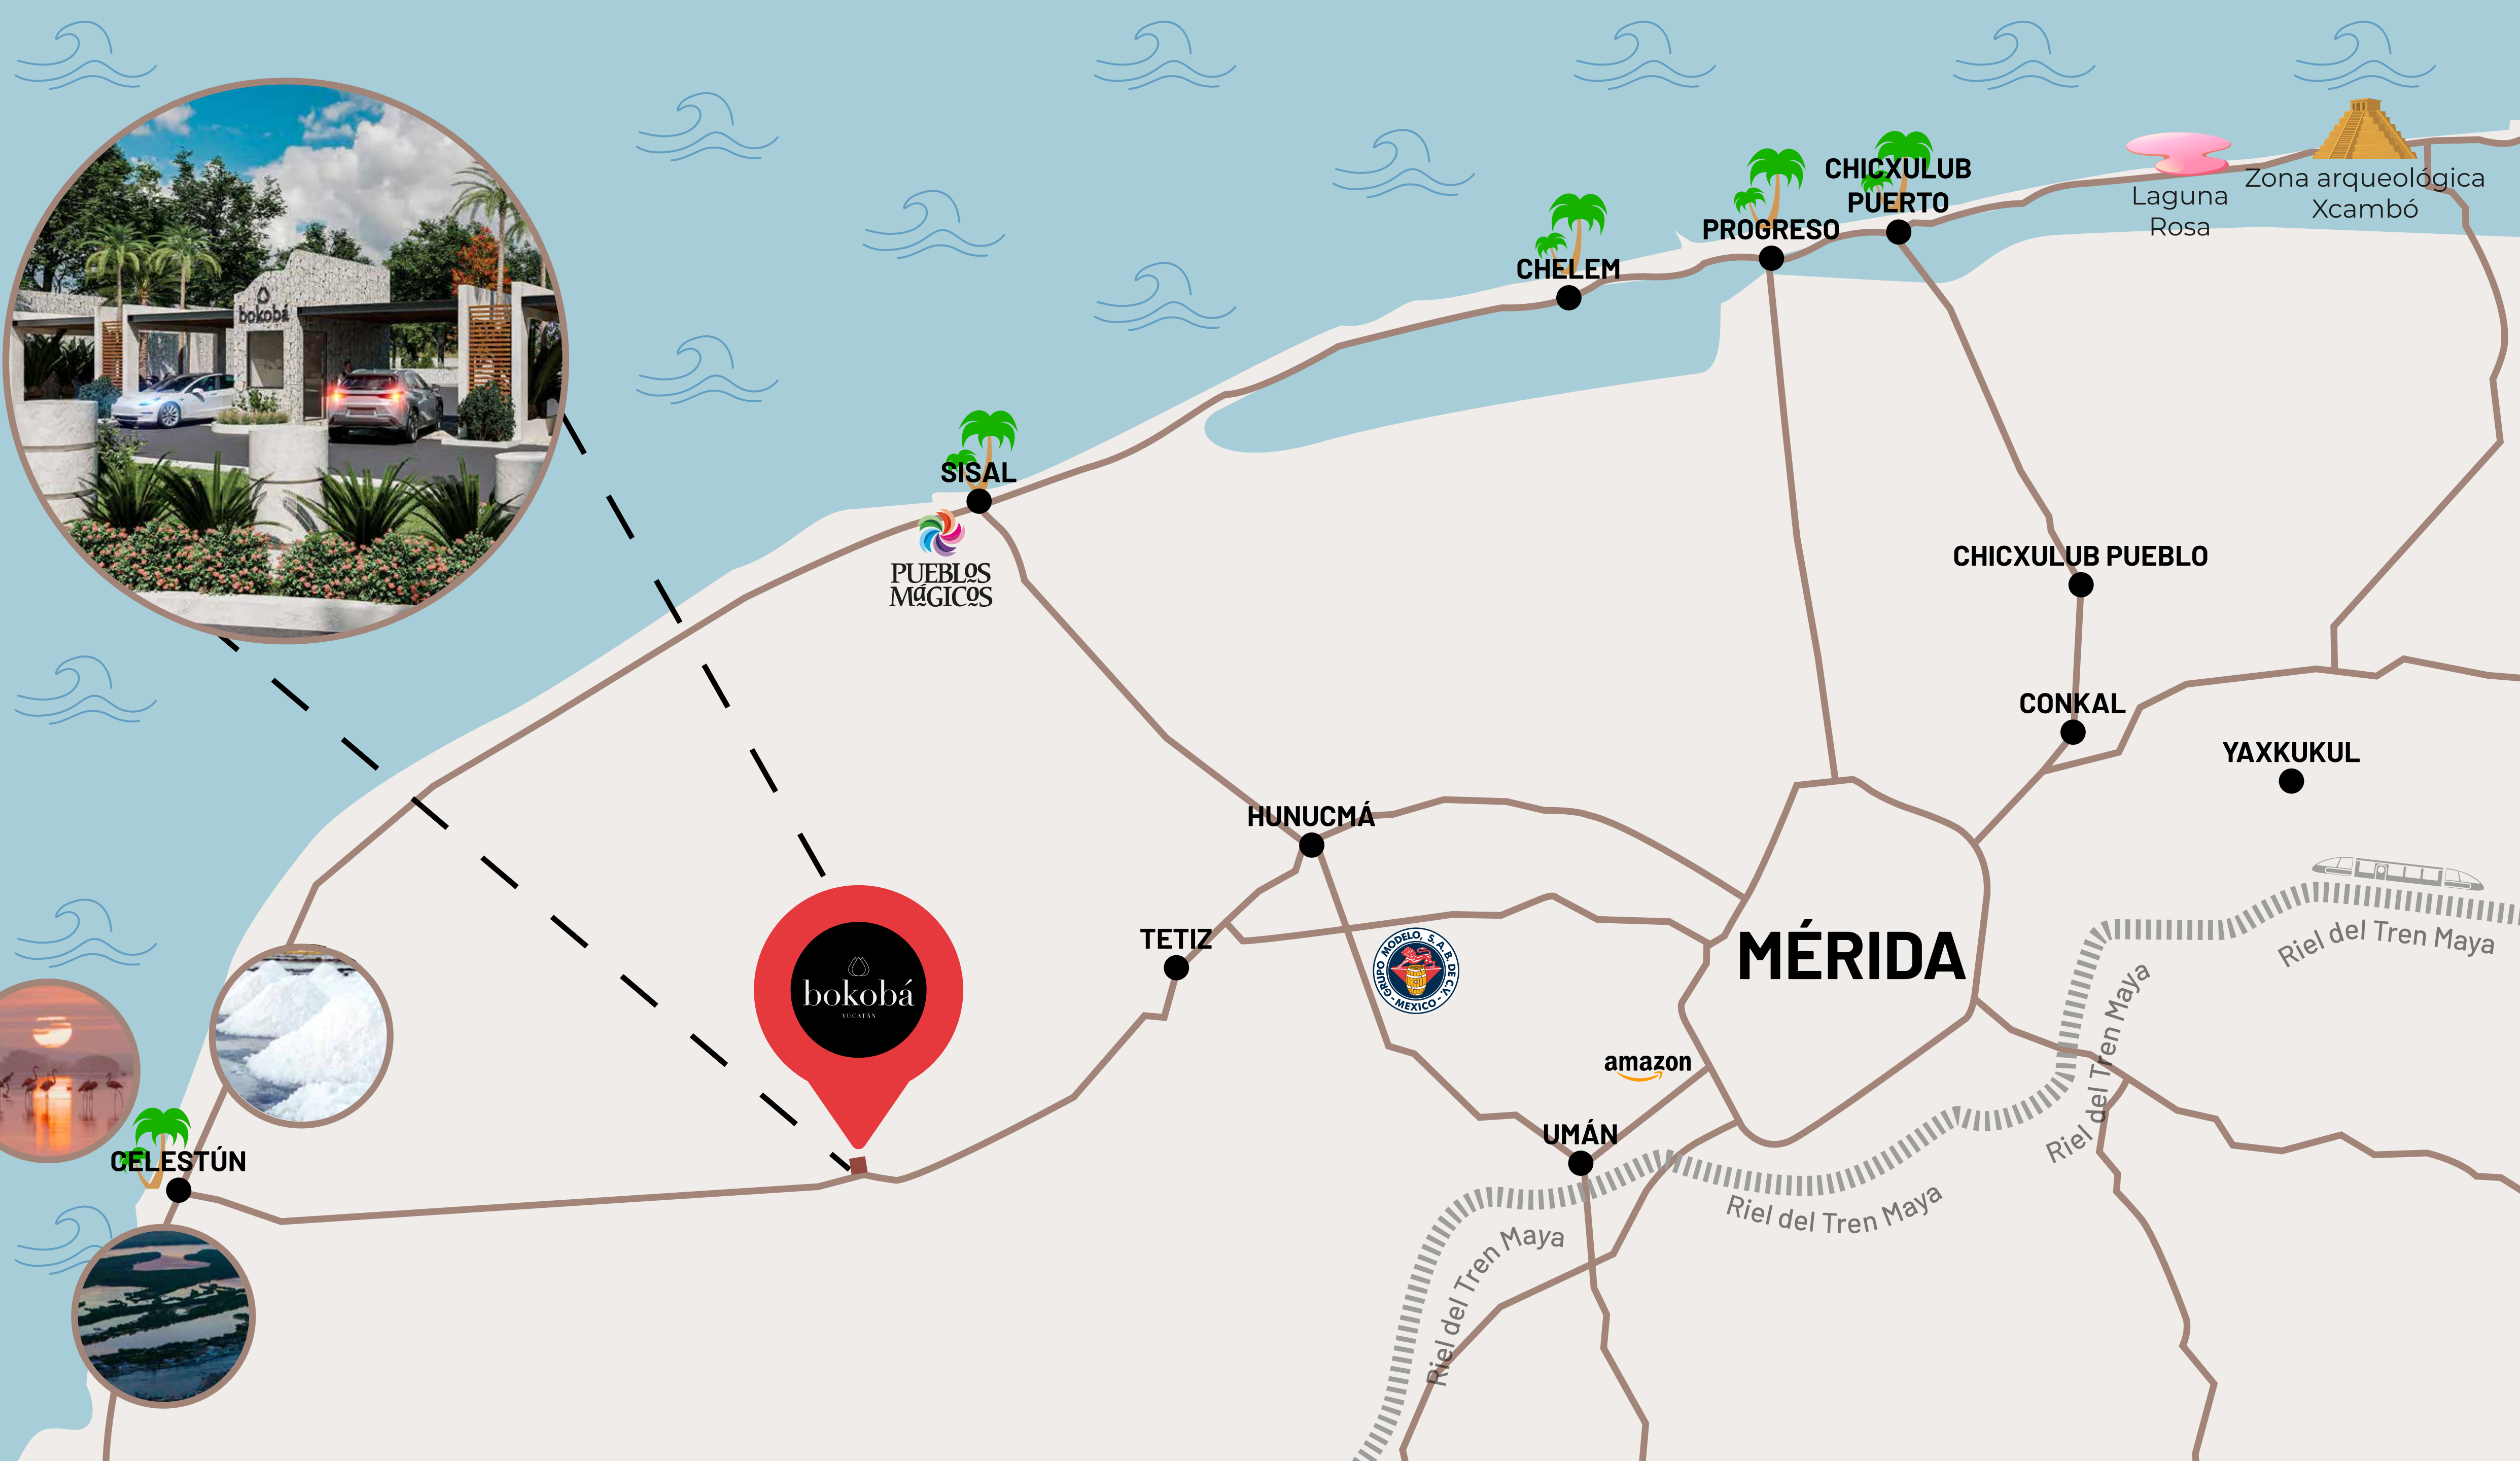 bokobá
CHELEM
PROGRESO
CHICXULUB
PUERTO
Laguna
Rosa
Zona arqueológica
Xcambó
SISAL
PUEBLOS
MÁGICOS
CHICXULUB PUEBLO
CONKAL
YAXKUKUL
HUNUCMÁ
TETIZ
GRUPO MODELO, S.A.B. DE C.V.
-MEXICO-
MÉRIDA
amazon
UMÁN
bokobá
YUCATÁN
CELESTÚN
Riel del Tren Maya
Riel del Tren Maya
Riel del Tren Maya
Riel del Tren Maya